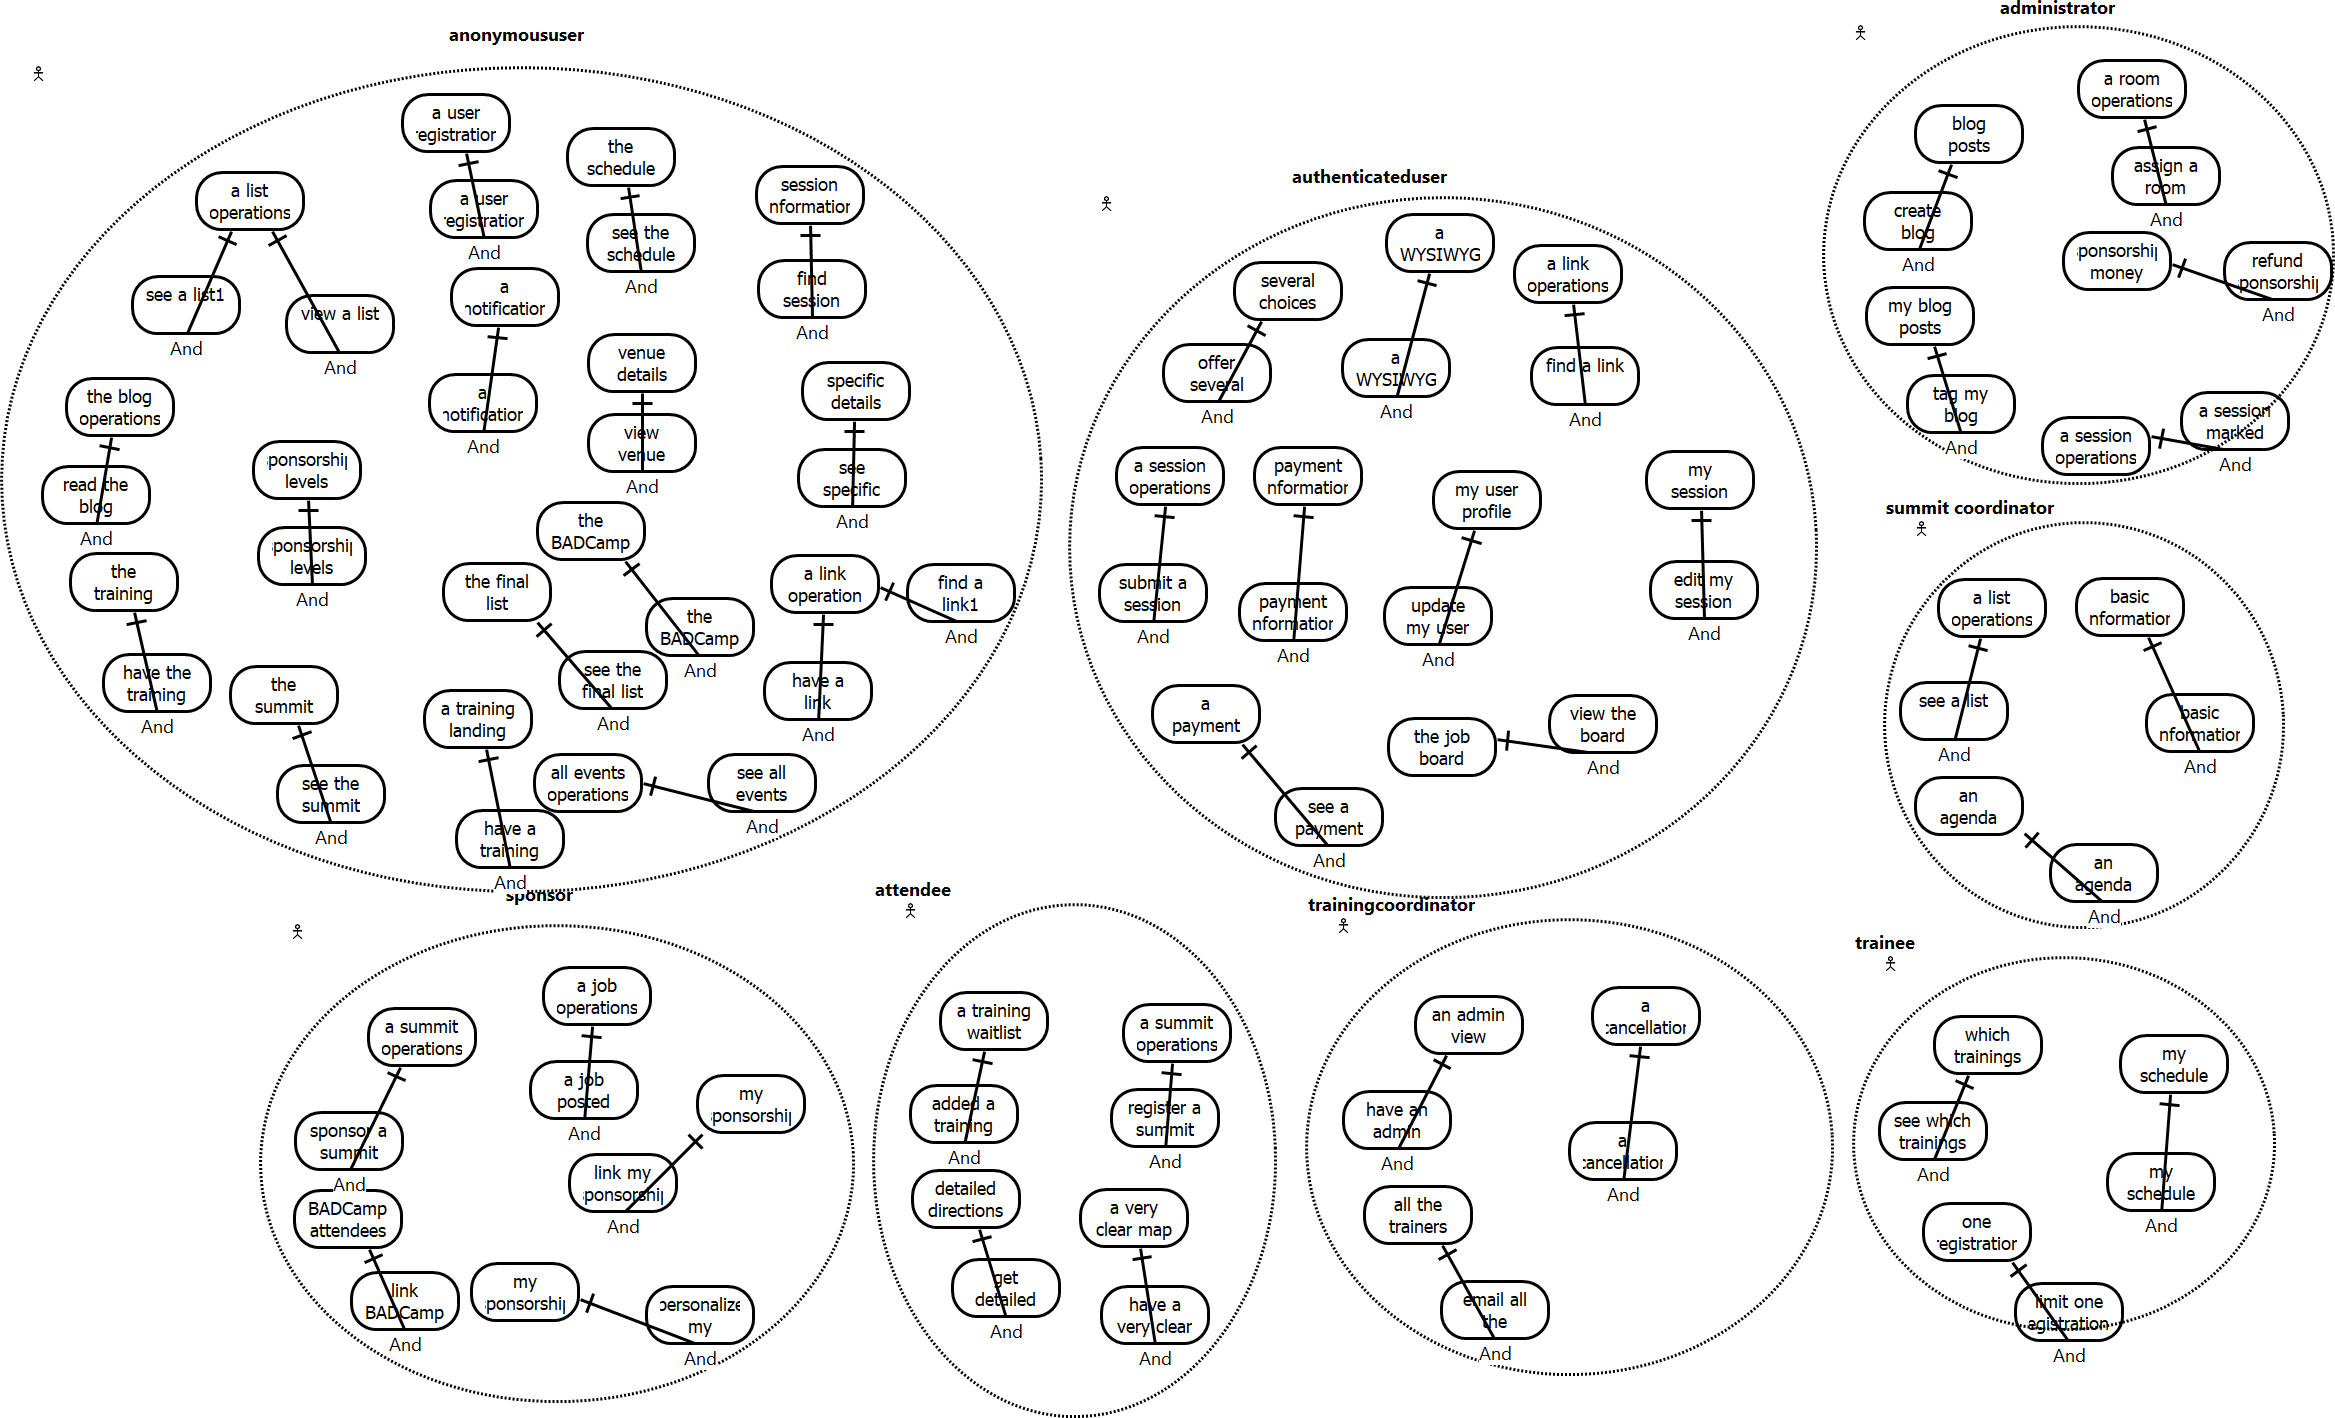 anonymoususer
a user
registration
a user
registration
And
the
schedule
see the
schedule
And
session
nformation
find
session
And
a list
operations
see a list1
And
view a list
And
a
notification
a
notification
And
venue
details
view
venue
And
specific
details
see
specific
And
the blog
operations
read the
blog
And
ponsorship
levels
ponsorship
levels
And
the
BADCamp
the
BADCamp
And
the
training
have the
training
And
the final
list
see the
final list
And
a link
operation
find a
link1
And
have a
link
And
the
summit
see the
summit
And
a training
landing
have a
training
And
all events
operations
see all
events
And
authenticateduser
several
choices
offer
several
And
a
WYSIWYG
a
WYSIWYG
And
a link
operations
find a link
And
a session
operations
submit a
session
And
payment
nformation
payment
nformation
And
my user
profile
update
my user
And
my
session
edit my
session
And
a
payment
see a
payment
And
the job
board
view the
board
And
administrator
a room
operations
assign a
room
And
blog
posts
create
blog
And
ponsorship
money
refund
ponsorship
And
my blog
posts
tag my
blog
And
a session
operations
a session
marked
And
summit coordinator
a list
operations
see a list
And
basic
nformation
basic
nformation
And
an
agenda
an
agenda
And
sponsor
a summit
operations
sponsor a
summit
And
a job
operations
a job
posted
And
my
ponsorship
link my
ponsorship
And
BADCamp
attendees
link
BADCamp
And
my
ponsorship
personalize
my
And
attendee
a training
waitlist
added a
training
And
a summit
operations
register a
summit
And
detailed
directions
get
detailed
And
a very
clear map
have a
very clear
And
trainingcoordinator
an admin
view
have an
admin
And
a
cancellation
a
cancellation
And
all the
trainers
email all
the
And
trainee
which
trainings
see which
trainings
And
my
schedule
my
schedule
And
one
egistration
limit one
egistration
And